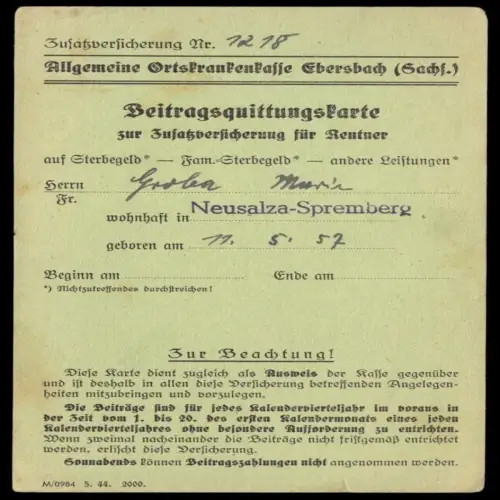 Zusatzversicherung Nr. 1218
Allgemeine Ortskrankenkasse Ebersbach (Sachs.)
Beitragsquittungskarte
zur Zusatzversicherung für Rentner
auf Sterbegeld* — Fam.-Sterbegeld* — andere Leistungen*
Herrn Groba Marie
Fr.
wohnhaft in Neusalza-Spremberg
geboren am 11. 5. 57
Beginn am Ende am
*) Nichtzutreffendes durchstreichen!
Zur Beachtung!
Diese Karte dient zugleich als Ausweis der Kasse gegenüber
und ist deshalb in allen diese Versicherung betreffenden Angelegen-
heiten mitzubringen und vorzulegen.
Die Beiträge sind für jedes Kalendervierteljahr im voraus in
der Zeit vom 1. bis 20. des ersten Kalendermonats eines jeden
Kalendervierteljahres ohne besondere Aufforderung zu entrichten.
Wenn zweimal nacheinander die Beiträge nicht fristgemäß entrichtet
werden, erlischt diese Versicherung.
Sonnabends können Beitragszahlungen nicht angenommen werden.
M/0984 5. 44. 2000.